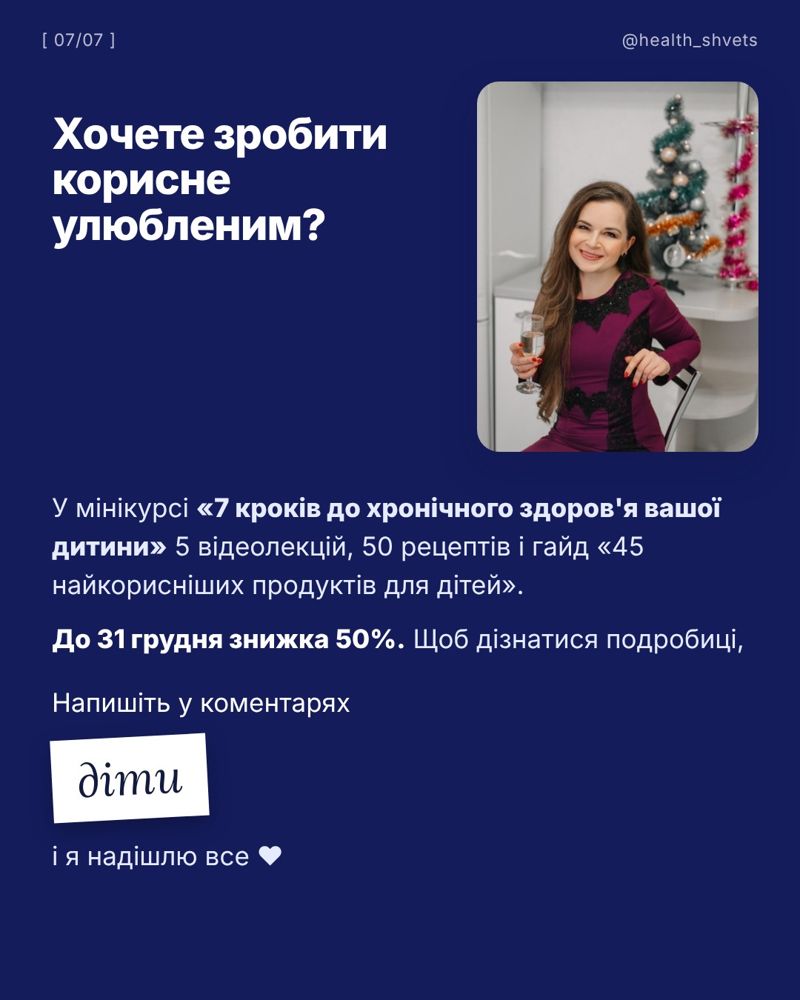 [ 07/07 ]
@health_shvets
Хочете зробити
корисне
улюбленим?
У мінікурсі «7 кроків до хронічного здоров'я вашої
дитини» 5 відеолекцій, 50 рецептів і гайд «45
найкорисніших продуктів для дітей».
До 31 грудня знижка 50%. Щоб дізнатися подробиці,
Напишіть у коментарях
діти
і я надішлю все ♥